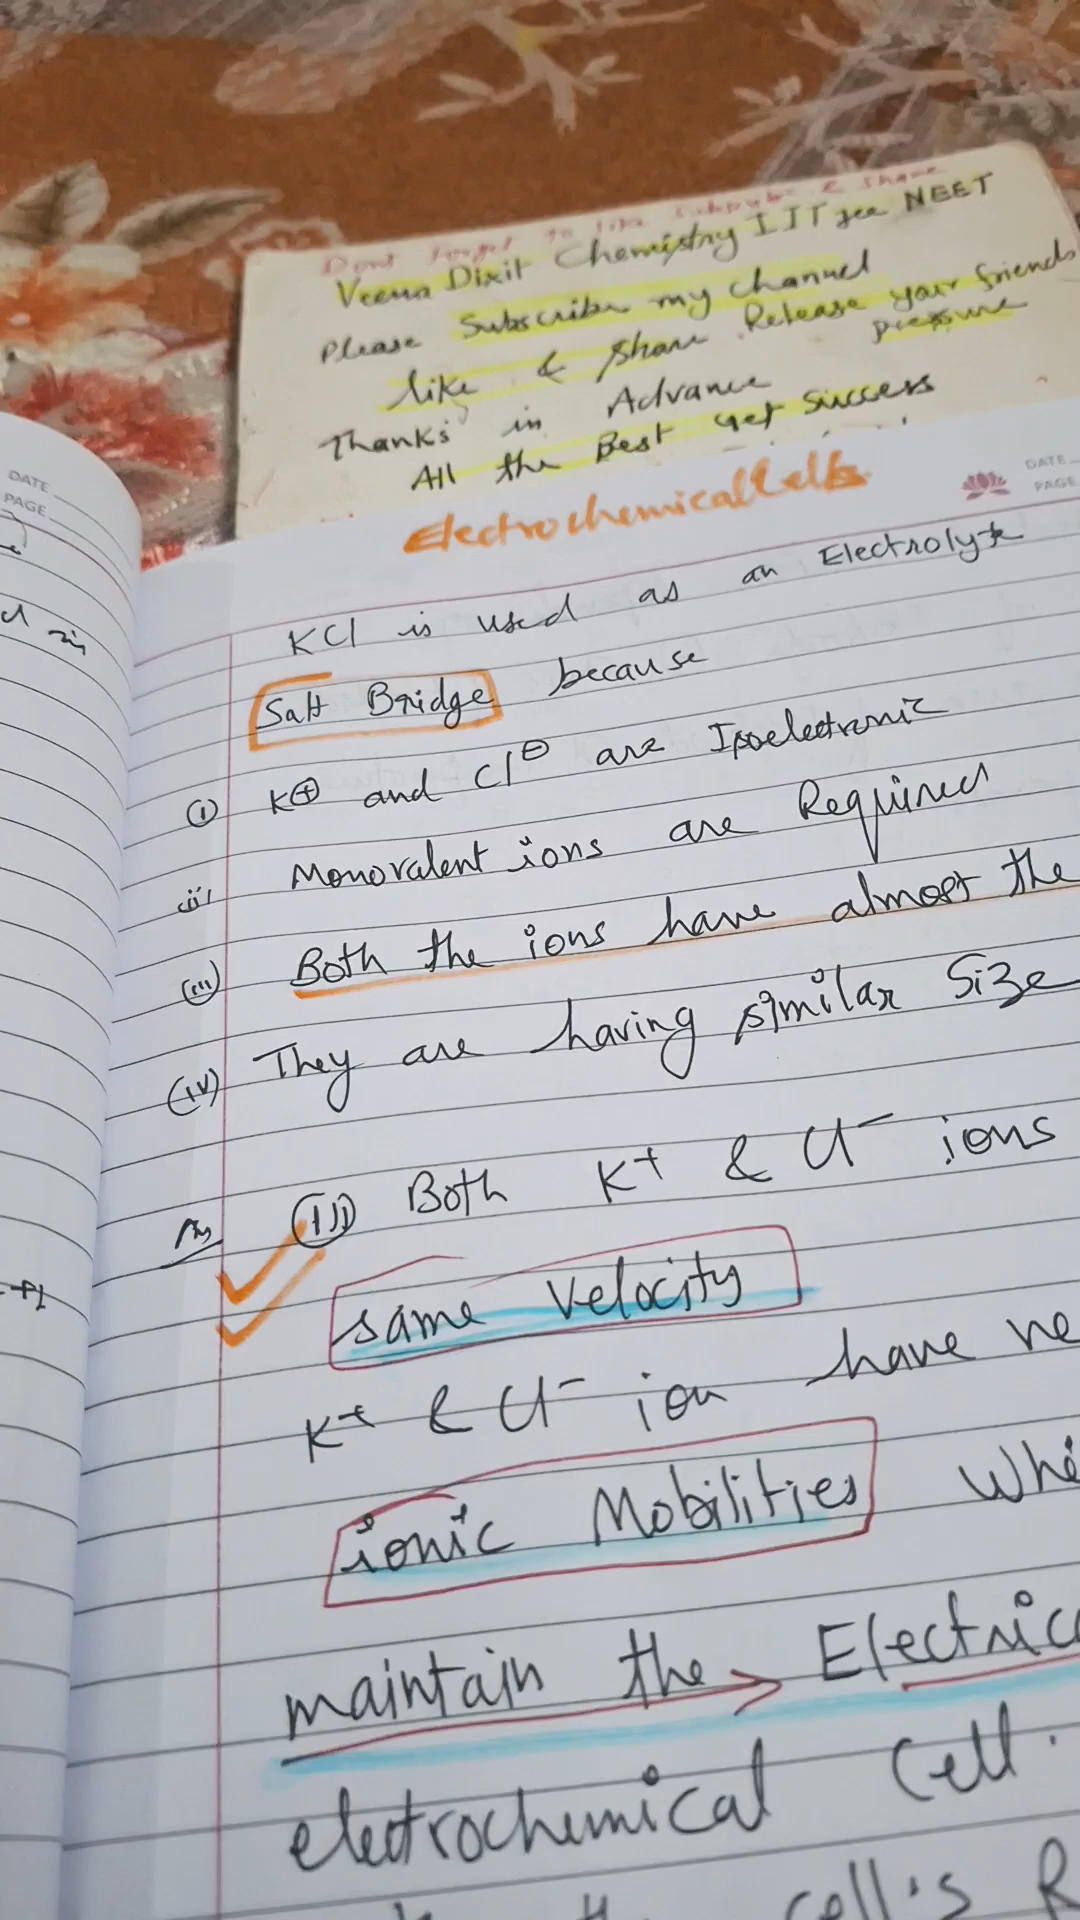 Dont forget to like subscribe & share
Veena Dixit Chemistry IIT jee NEET
Please Subscribe my channel
like & share Release your friends
pressure
Thanks in Advance
All the Best Get Success
DATE
PAGE
Electrochemical Cells
DATE
PAGE
KCl is used as an Electrolyte
Salt Bridge because
(i) K⊕ and Cl⊖ are Isoelectronic
(ii) Monovalent ions are Required
(iii) Both the ions have almost the
(iv) They are having similar Size
(III) Both K+ & Cl− ions
same velocity
K+ & Cl− ion have ne
ionic Mobilities Whi
maintain the → Electrica
electrochemical Cell.
cell's R